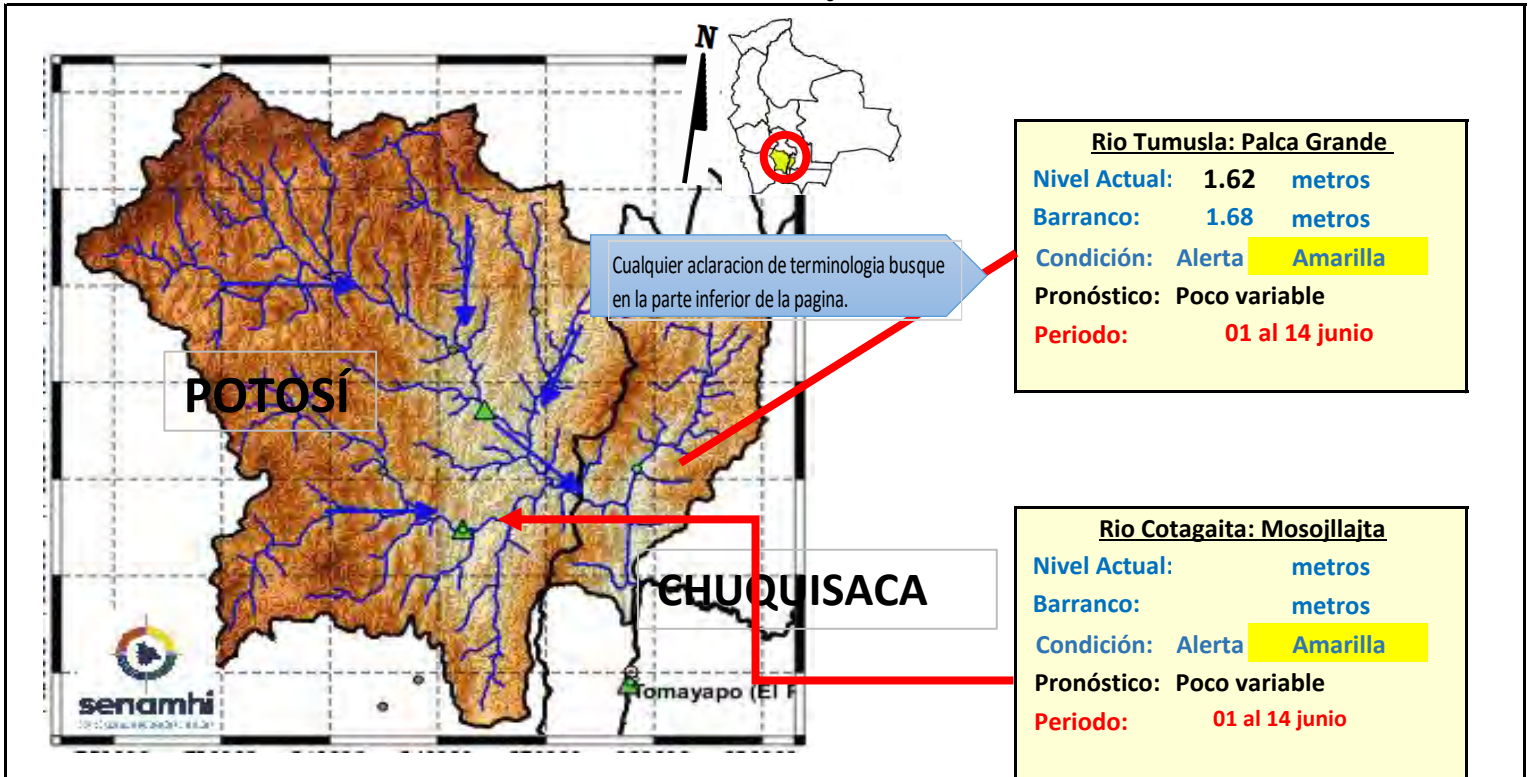 N
Cualquier aclaracion de terminologia busque
en la parte inferior de la pagina.
POTOSÍ
CHUQUISACA
senamhi
Rio Tumusla: Palca Grande
Nivel Actual: 1.62 metros
Barranco: 1.68 metros
Condición: Alerta Amarilla
Pronóstico: Poco variable
Periodo: 01 al 14 junio
Rio Cotagaita: Mosojllajta
Nivel Actual: metros
Barranco: metros
Condición: Alerta Amarilla
Pronóstico: Poco variable
Periodo: 01 al 14 junio
Tomayapo (El